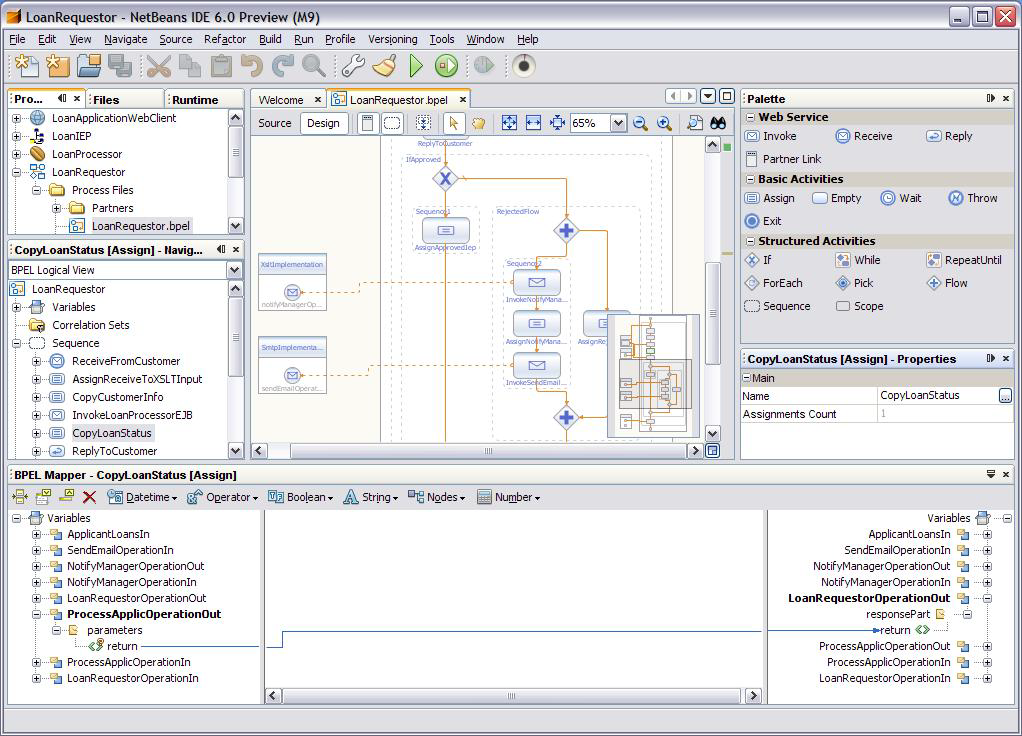 LoanRequestor - NetBeans IDE 6.0 Preview (M9)
File Edit View Navigate Source Refactor Build Run Profile Versioning Tools Window Help
Pro...
Files
Runtime
LoanApplicationWebClient
LoanIEP
LoanProcessor
LoanRequestor
Process Files
Partners
LoanRequestor.bpel
CopyLoanStatus [Assign] - Navig...
BPEL Logical View
LoanRequestor
Variables
Correlation Sets
Sequence
ReceiveFromCustomer
AssignReceiveToXSLTInput
CopyCustomerInfo
InvokeLoanProcessorEJB
CopyLoanStatus
ReplyToCustomer
Welcome
LoanRequestor.bpel
Source Design 65%
ReplyToCustomer
IfApproved
Sequence1
AssignApprovedIep
RejectedFlow
Sequence2
InvokeNotifyMana...
AssignNotifyMana...
InvokeSendEmail...
XsltImplementation
notifyManagerOp...
SmtpImplementa...
sendEmailOperat...
Palette
Web Service
Invoke Receive Reply
Partner Link
Basic Activities
Assign Empty Wait Throw
Exit
Structured Activities
If While RepeatUntil
ForEach Pick Flow
Sequence Scope
CopyLoanStatus [Assign] - Properties
Main
Name CopyLoanStatus ...
Assignments Count 1
BPEL Mapper - CopyLoanStatus [Assign]
Datetime Operator Boolean String Nodes Number
Variables
ApplicantLoansIn
SendEmailOperationIn
NotifyManagerOperationOut
NotifyManagerOperationIn
LoanRequestorOperationOut
ProcessApplicOperationOut
parameters
return
ProcessApplicOperationIn
LoanRequestorOperationIn
Variables
ApplicantLoansIn
SendEmailOperationIn
NotifyManagerOperationOut
NotifyManagerOperationIn
LoanRequestorOperationOut
responsePart
return
ProcessApplicOperationOut
ProcessApplicOperationIn
LoanRequestorOperationIn